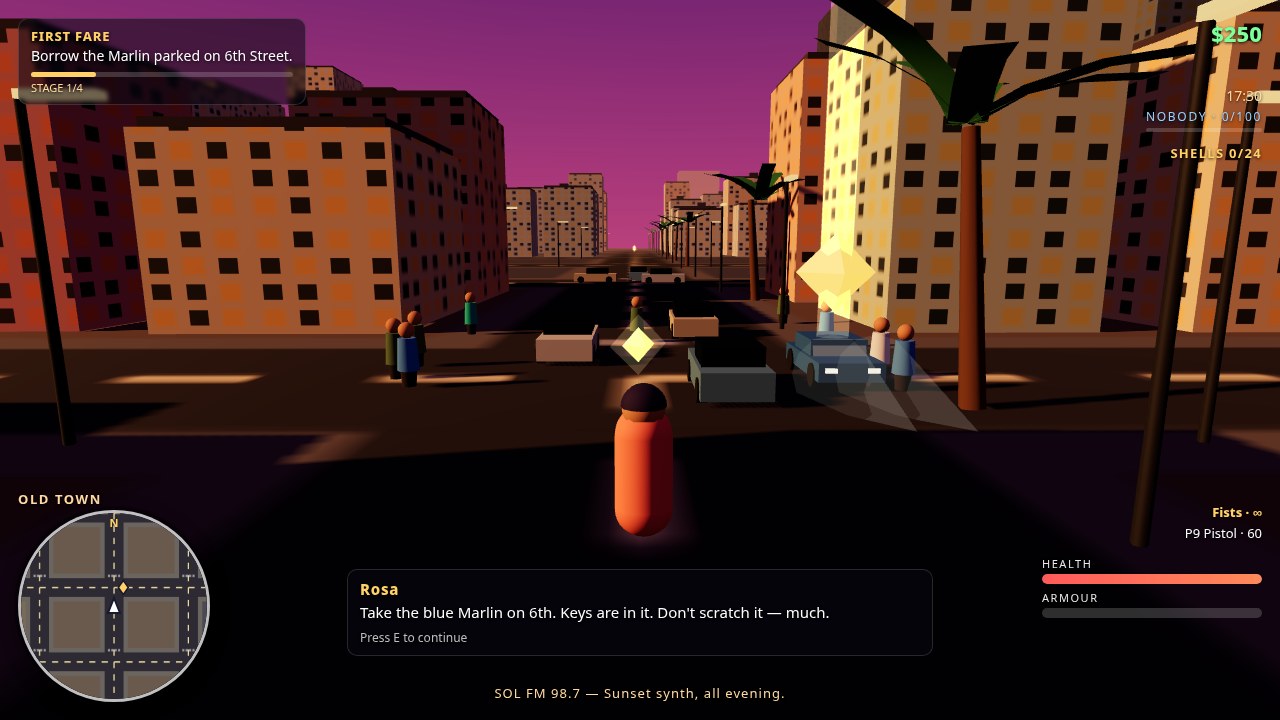 FIRST FARE
Borrow the Marlin parked on 6th Street.
STAGE 1/4
$250
17:30
NOBODY · 0/100
SHELLS 0/24
OLD TOWN
N
Fists · ∞
P9 Pistol · 60
HEALTH
ARMOUR
Rosa
Take the blue Marlin on 6th. Keys are in it. Don't scratch it — much.
Press E to continue
SOL FM 98.7 — Sunset synth, all evening.